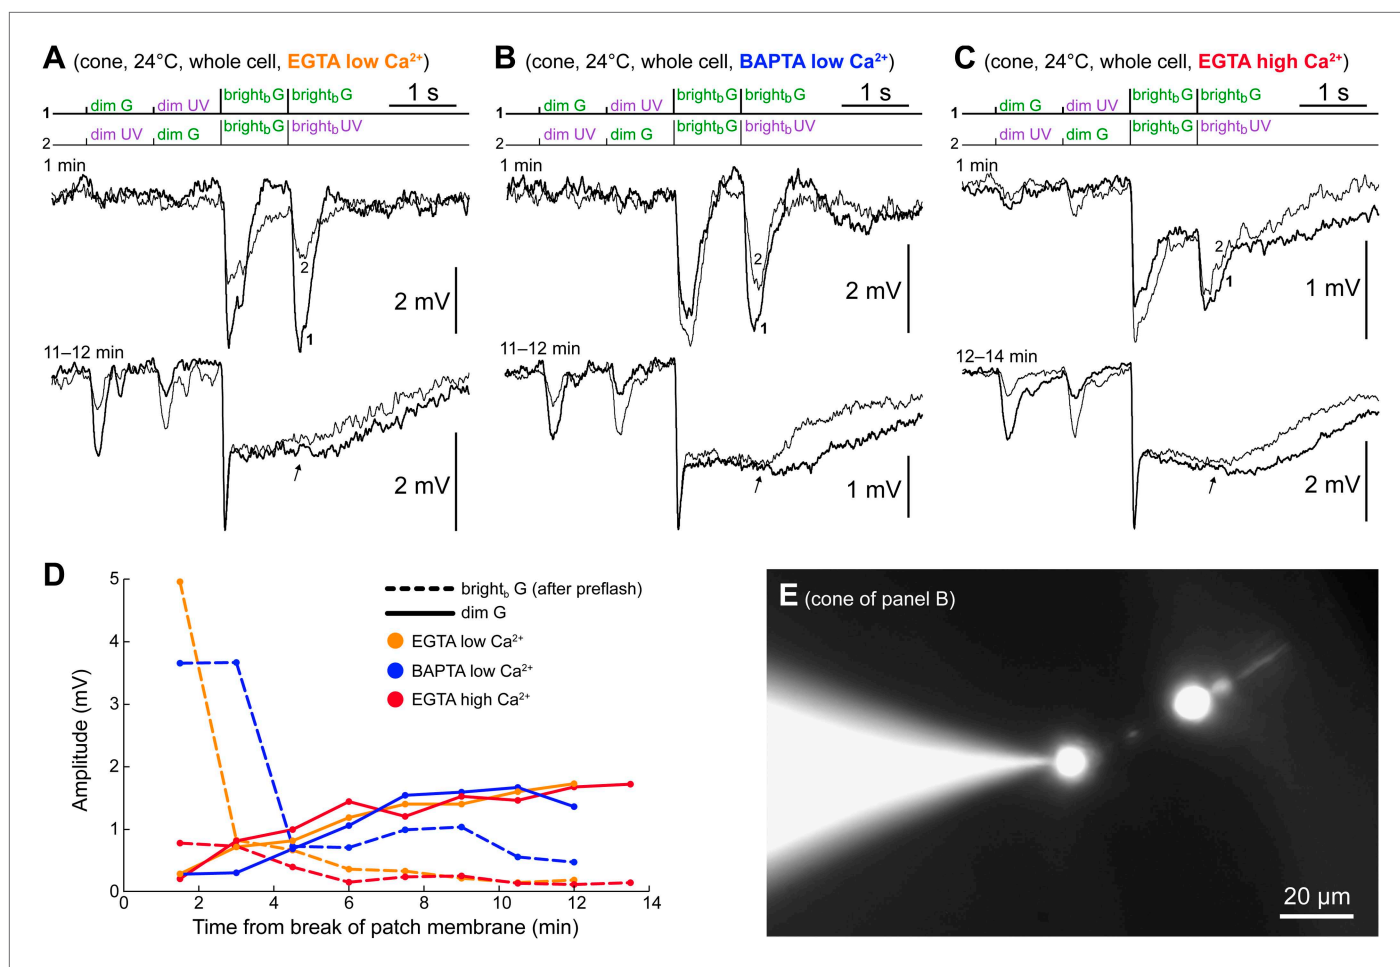 A (cone, 24°C, whole cell, EGTA low Ca²⁺)
1 s
1 dim G dim UV bright_b G bright_b G
2 dim UV dim G bright_b G bright_b UV
1 min
2
1
2 mV
11–12 min
2 mV
B (cone, 24°C, whole cell, BAPTA low Ca²⁺)
1 s
1 dim G dim UV bright_b G bright_b G
2 dim UV dim G bright_b G bright_b UV
1 min
2
1
2 mV
11–12 min
1 mV
C (cone, 24°C, whole cell, EGTA high Ca²⁺)
1 s
1 dim G dim UV bright_b G bright_b G
2 dim UV dim G bright_b G bright_b UV
1 min
2
1
1 mV
12–14 min
2 mV
D
bright_b G (after preflash)
dim G
EGTA low Ca²⁺
BAPTA low Ca²⁺
EGTA high Ca²⁺
Amplitude (mV)
5
4
3
2
1
0
0 2 4 6 8 10 12 14
Time from break of patch membrane (min)
E (cone of panel B)
20 µm